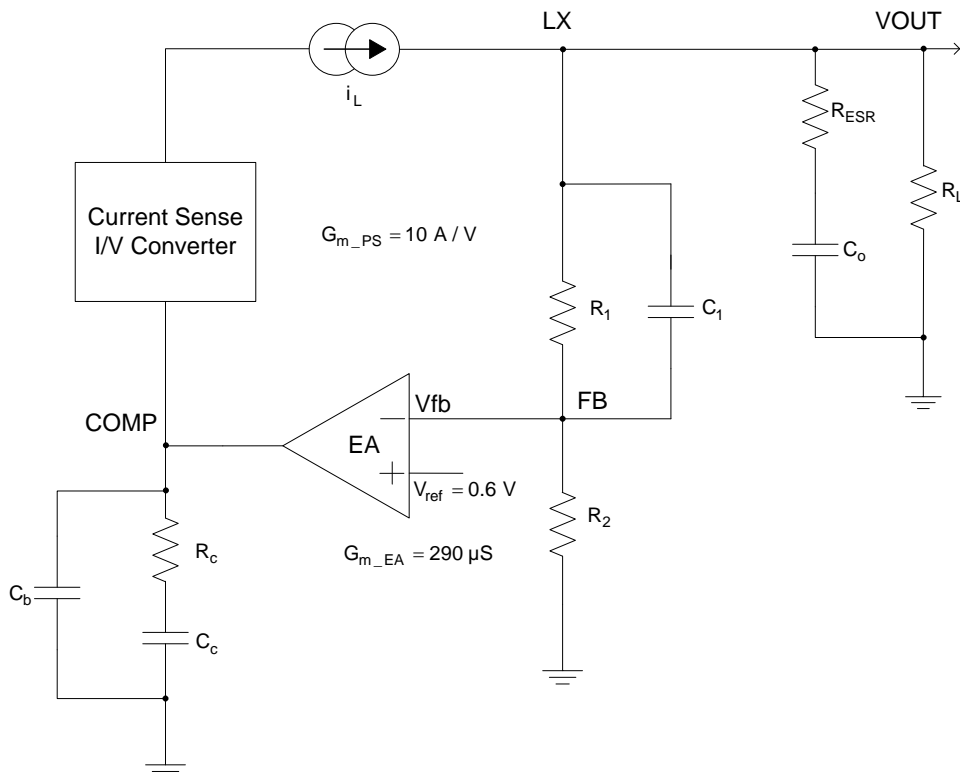 LX
VOUT
i_L
R_ESR
R_L
Current Sense
I/V Converter
G_m_PS = 10 A / V
C_o
R_1
C_1
Vfb
FB
COMP
EA
V_ref = 0.6 V
R_2
G_m_EA = 290 µS
R_c
C_b
C_c